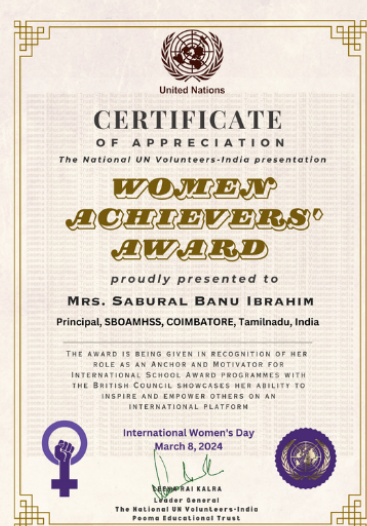 United Nations
CERTIFICATE
OF APPRECIATION
The National UN Volunteers-India presentation
WOMEN
ACHIEVERS'
AWARD
proudly presented to
MRS. SABURAL BANU IBRAHIM
Principal, SBOAMHSS, COIMBATORE, Tamilnadu, India
THE AWARD IS BEING GIVEN IN RECOGNITION OF HER
ROLE AS AN ANCHOR AND MOTIVATOR FOR
INTERNATIONAL SCHOOL AWARD PROGRAMMES WITH
THE BRITISH COUNCIL SHOWCASES HER ABILITY TO
INSPIRE AND EMPOWER OTHERS ON AN
INTERNATIONAL PLATFORM
International Women's Day
March 8, 2024
RAI KALRA
Leader General
The National UN Volunteers-India
Pooma Educational Trust